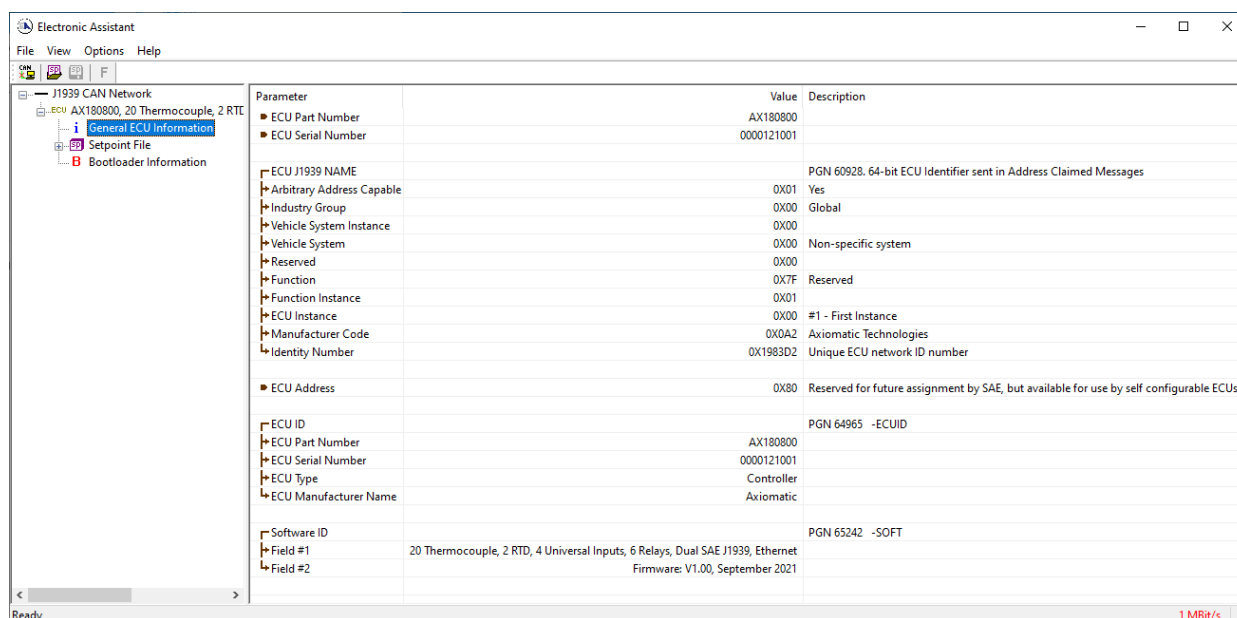 Electronic Assistant
File View Options Help
CAN SP SP F
J1939 CAN Network
ECU AX180800, 20 Thermocouple, 2 RTD
i General ECU Information
SP Setpoint File
B Bootloader Information
Parameter Value Description
ECU Part Number AX180800
ECU Serial Number 0000121001
ECU J1939 NAME PGN 60928. 64-bit ECU Identifier sent in Address Claimed Messages
Arbitrary Address Capable 0X01 Yes
Industry Group 0X00 Global
Vehicle System Instance 0X00
Vehicle System 0X00 Non-specific system
Reserved 0X00
Function 0X7F Reserved
Function Instance 0X01
ECU Instance 0X00 #1 - First Instance
Manufacturer Code 0X0A2 Axiomatic Technologies
Identity Number 0X1983D2 Unique ECU network ID number
ECU Address 0X80 Reserved for future assignment by SAE, but available for use by self configurable ECUs
ECU ID PGN 64965 -ECUID
ECU Part Number AX180800
ECU Serial Number 0000121001
ECU Type Controller
ECU Manufacturer Name Axiomatic
Software ID PGN 65242 -SOFT
Field #1 20 Thermocouple, 2 RTD, 4 Universal Inputs, 6 Relays, Dual SAE J1939, Ethernet
Field #2 Firmware: V1.00, September 2021
Ready 1 MBit/s